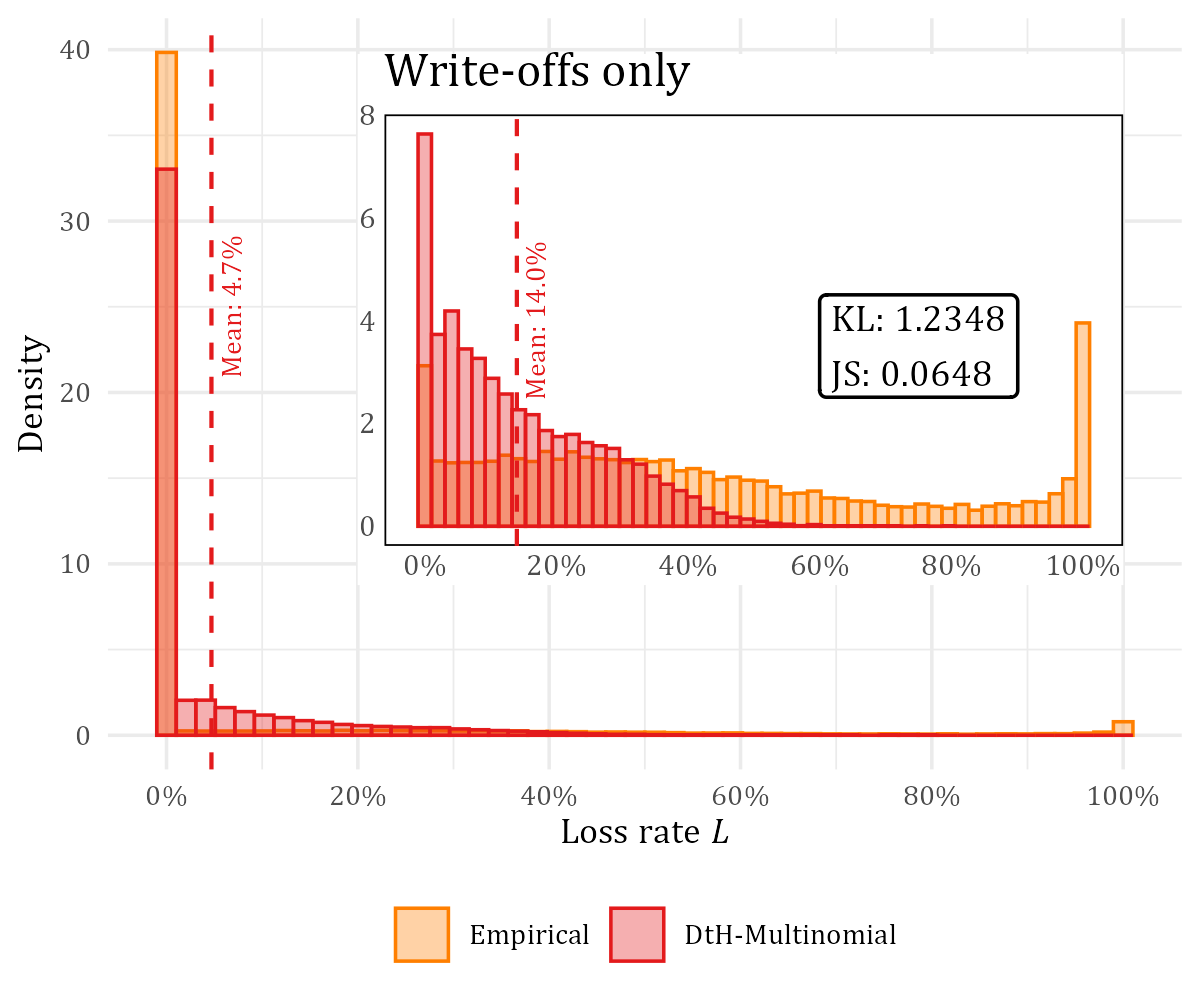 Write-offs only
8
6
4
2
0
0%
20%
40%
60%
80%
100%
Mean: 14.0%
KL: 1.2348
JS: 0.0648
40
30
20
10
0
Density
Mean: 4.7%
0%
20%
40%
60%
80%
100%
Loss rate L
Empirical
DtH-Multinomial